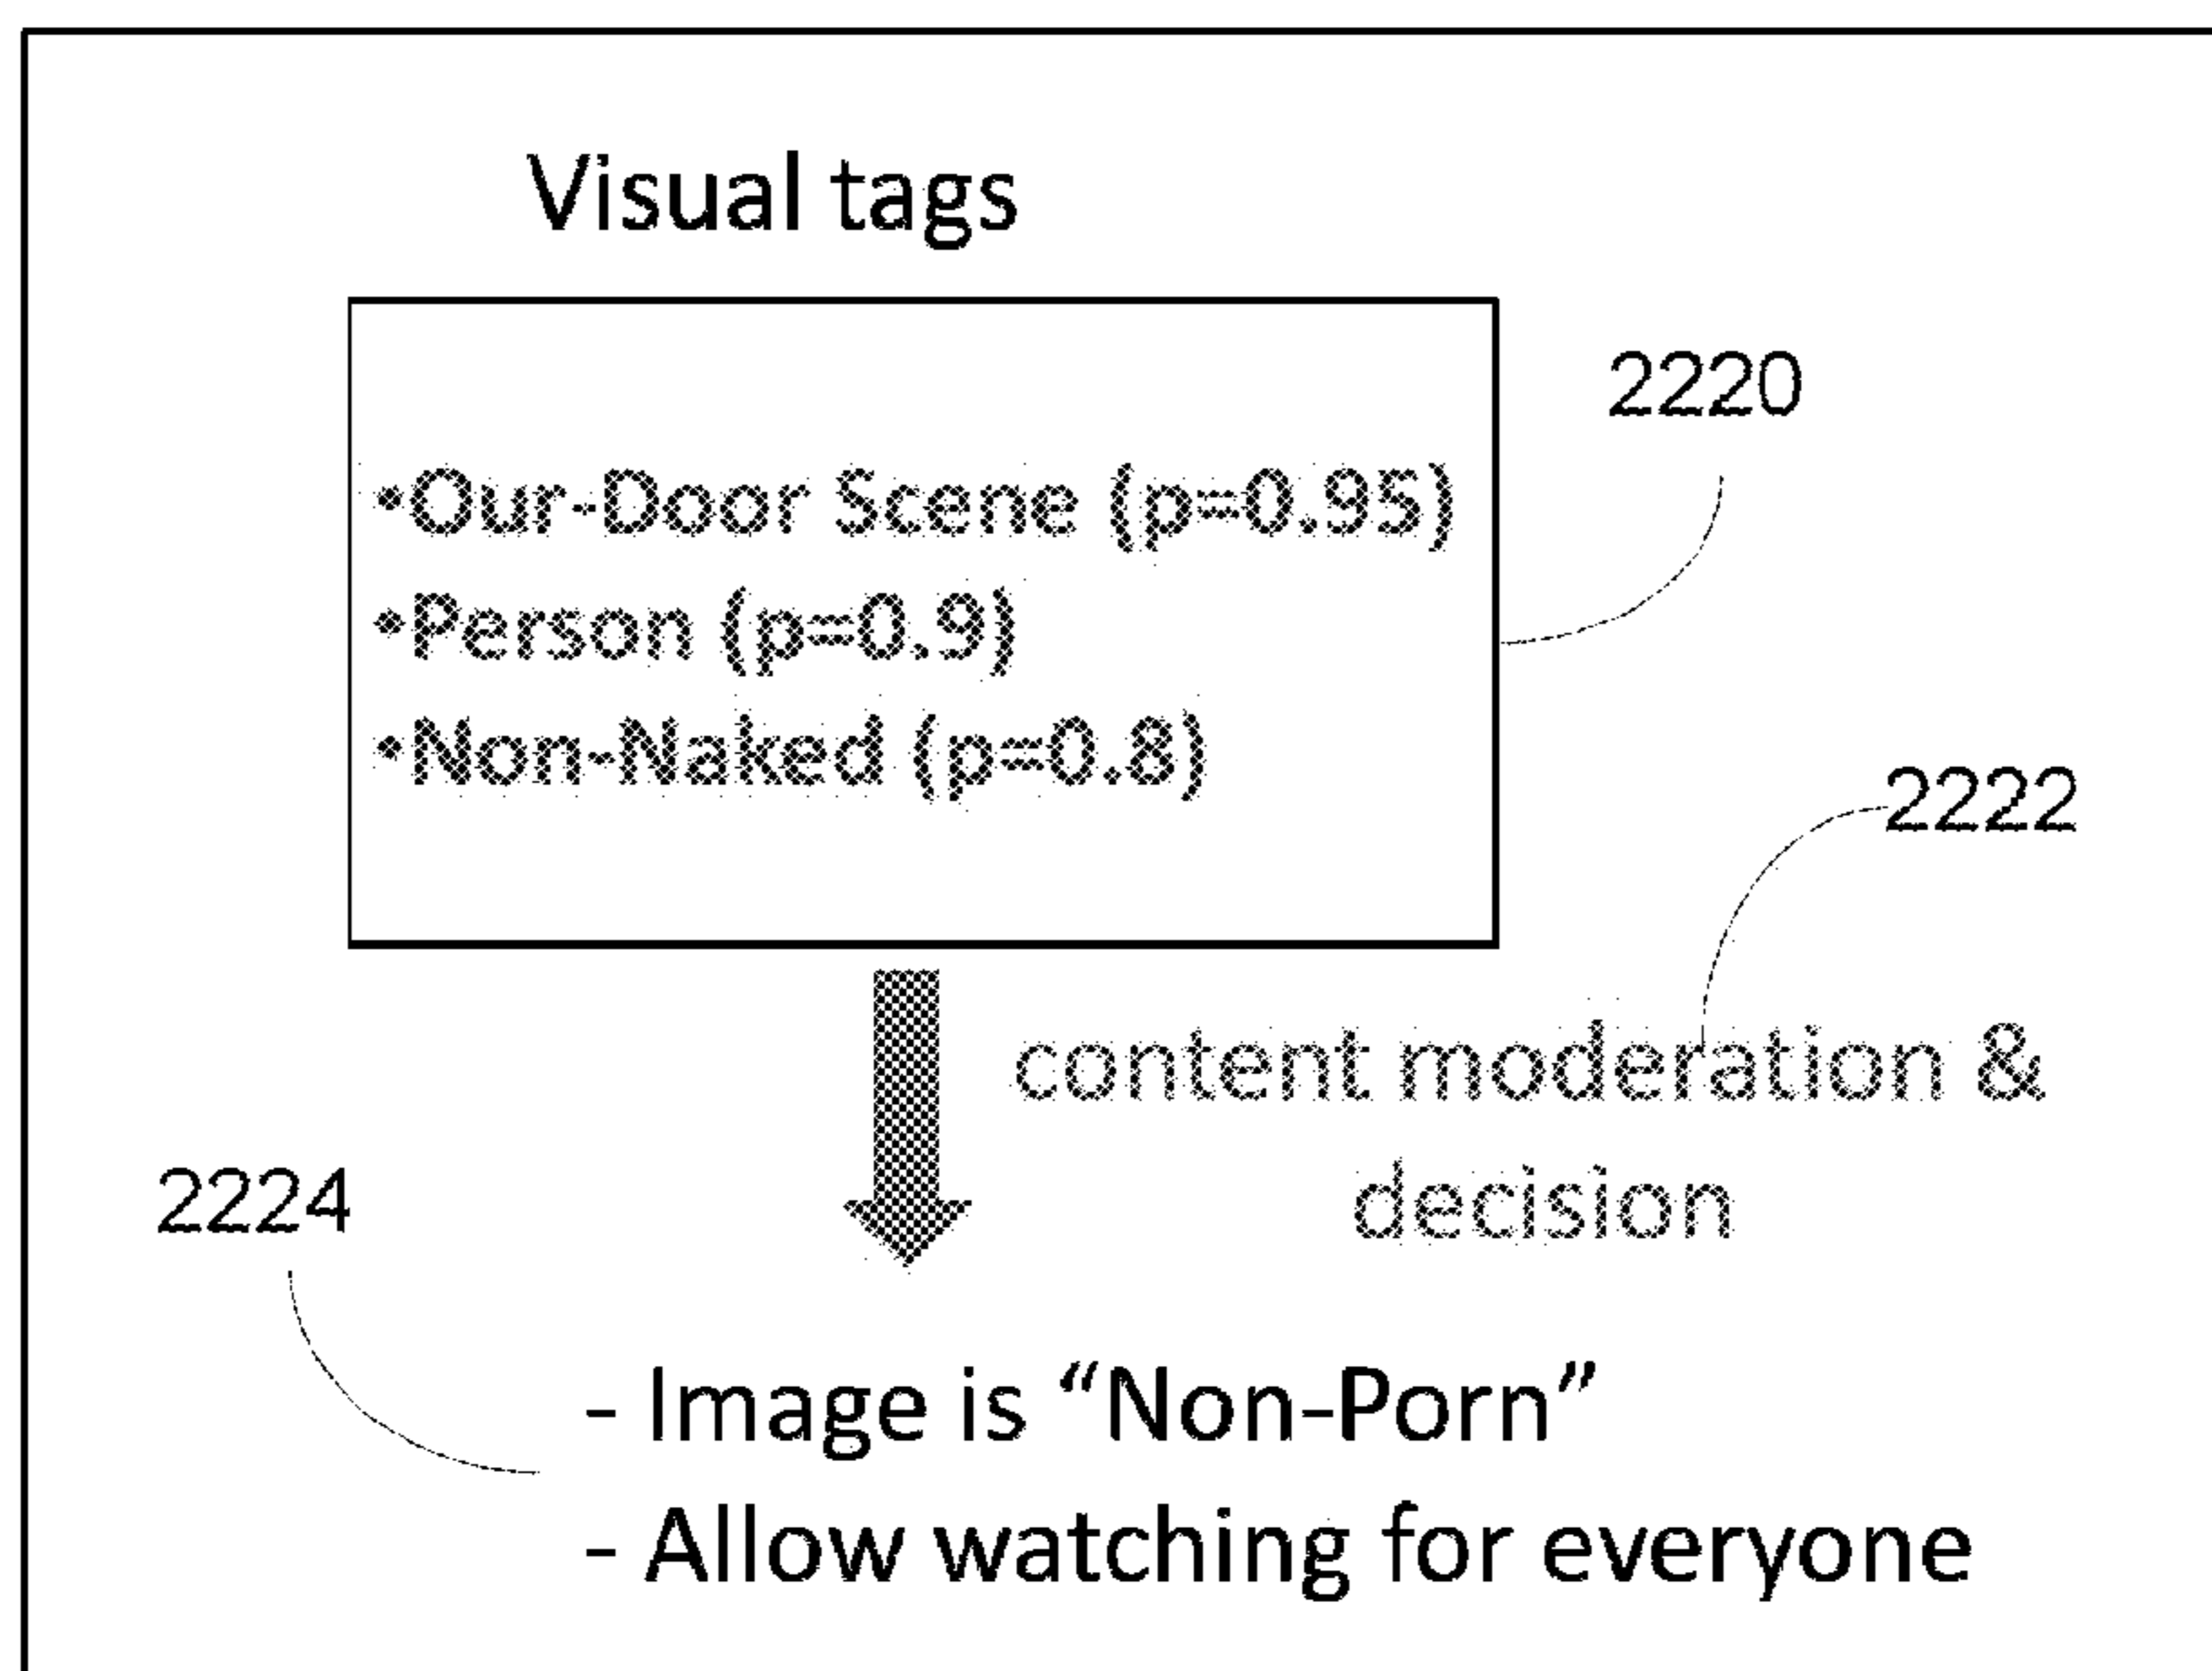 Visual tags
2220
•Our-Door Scene (p=0.95)
•Person (p=0.9)
•Non-Naked (p=0.8)
2222
content moderation &
decision
2224
- Image is “Non-Porn”
- Allow watching for everyone